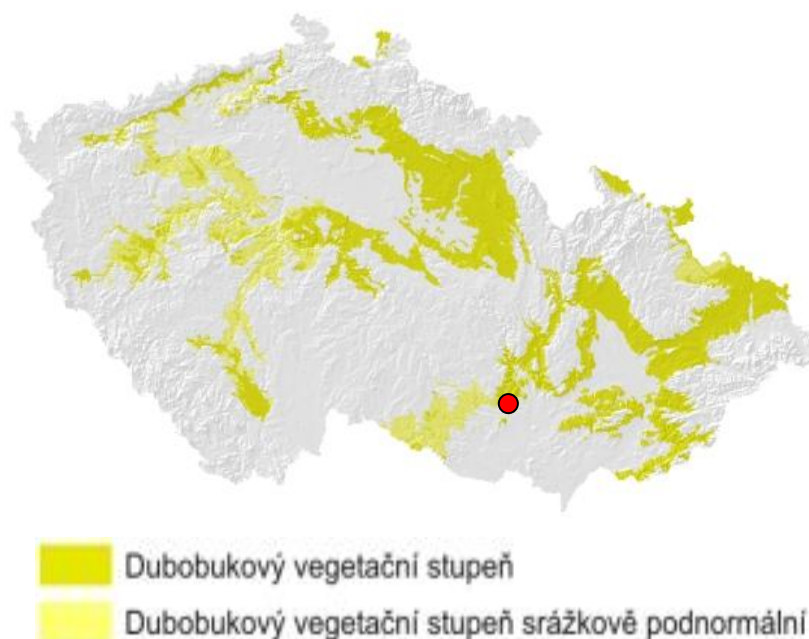 Dubobukový vegetační stupeň
Dubobukový vegetační stupeň srážkově podnormální